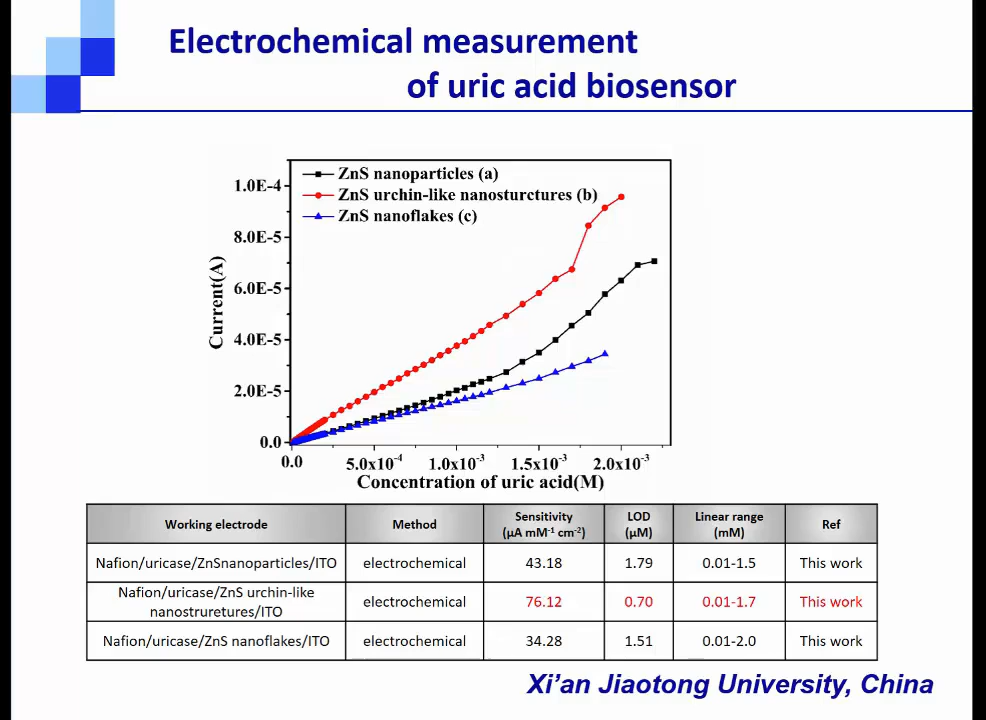 Electrochemical measurement
of uric acid biosensor
ZnS nanoparticles (a)
ZnS urchin-like nanosturctures (b)
ZnS nanoflakes (c)
1.0E-4
8.0E-5
6.0E-5
4.0E-5
2.0E-5
0.0
Current(A)
0.0 5.0x10⁻⁴ 1.0x10⁻³ 1.5x10⁻³ 2.0x10⁻³
Concentration of uric acid(M)
Working electrode Method Sensitivity (μA mM⁻¹ cm⁻²) LOD (μM) Linear range (mM) Ref
Nafion/uricase/ZnSnanoparticles/ITO electrochemical 43.18 1.79 0.01-1.5 This work
Nafion/uricase/ZnS urchin-like
nanostruretures/ITO electrochemical 76.12 0.70 0.01-1.7 This work
Nafion/uricase/ZnS nanoflakes/ITO electrochemical 34.28 1.51 0.01-2.0 This work
Xi'an Jiaotong University, China